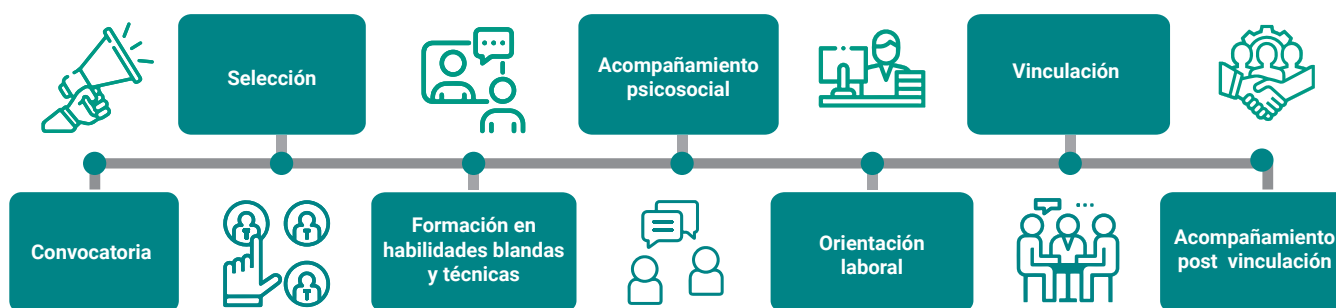 Convocatoria
Selección
Formación en
habilidades blandas
y técnicas
Acompañamiento
psicosocial
Orientación
laboral
Vinculación
Acompañamiento
post vinculación